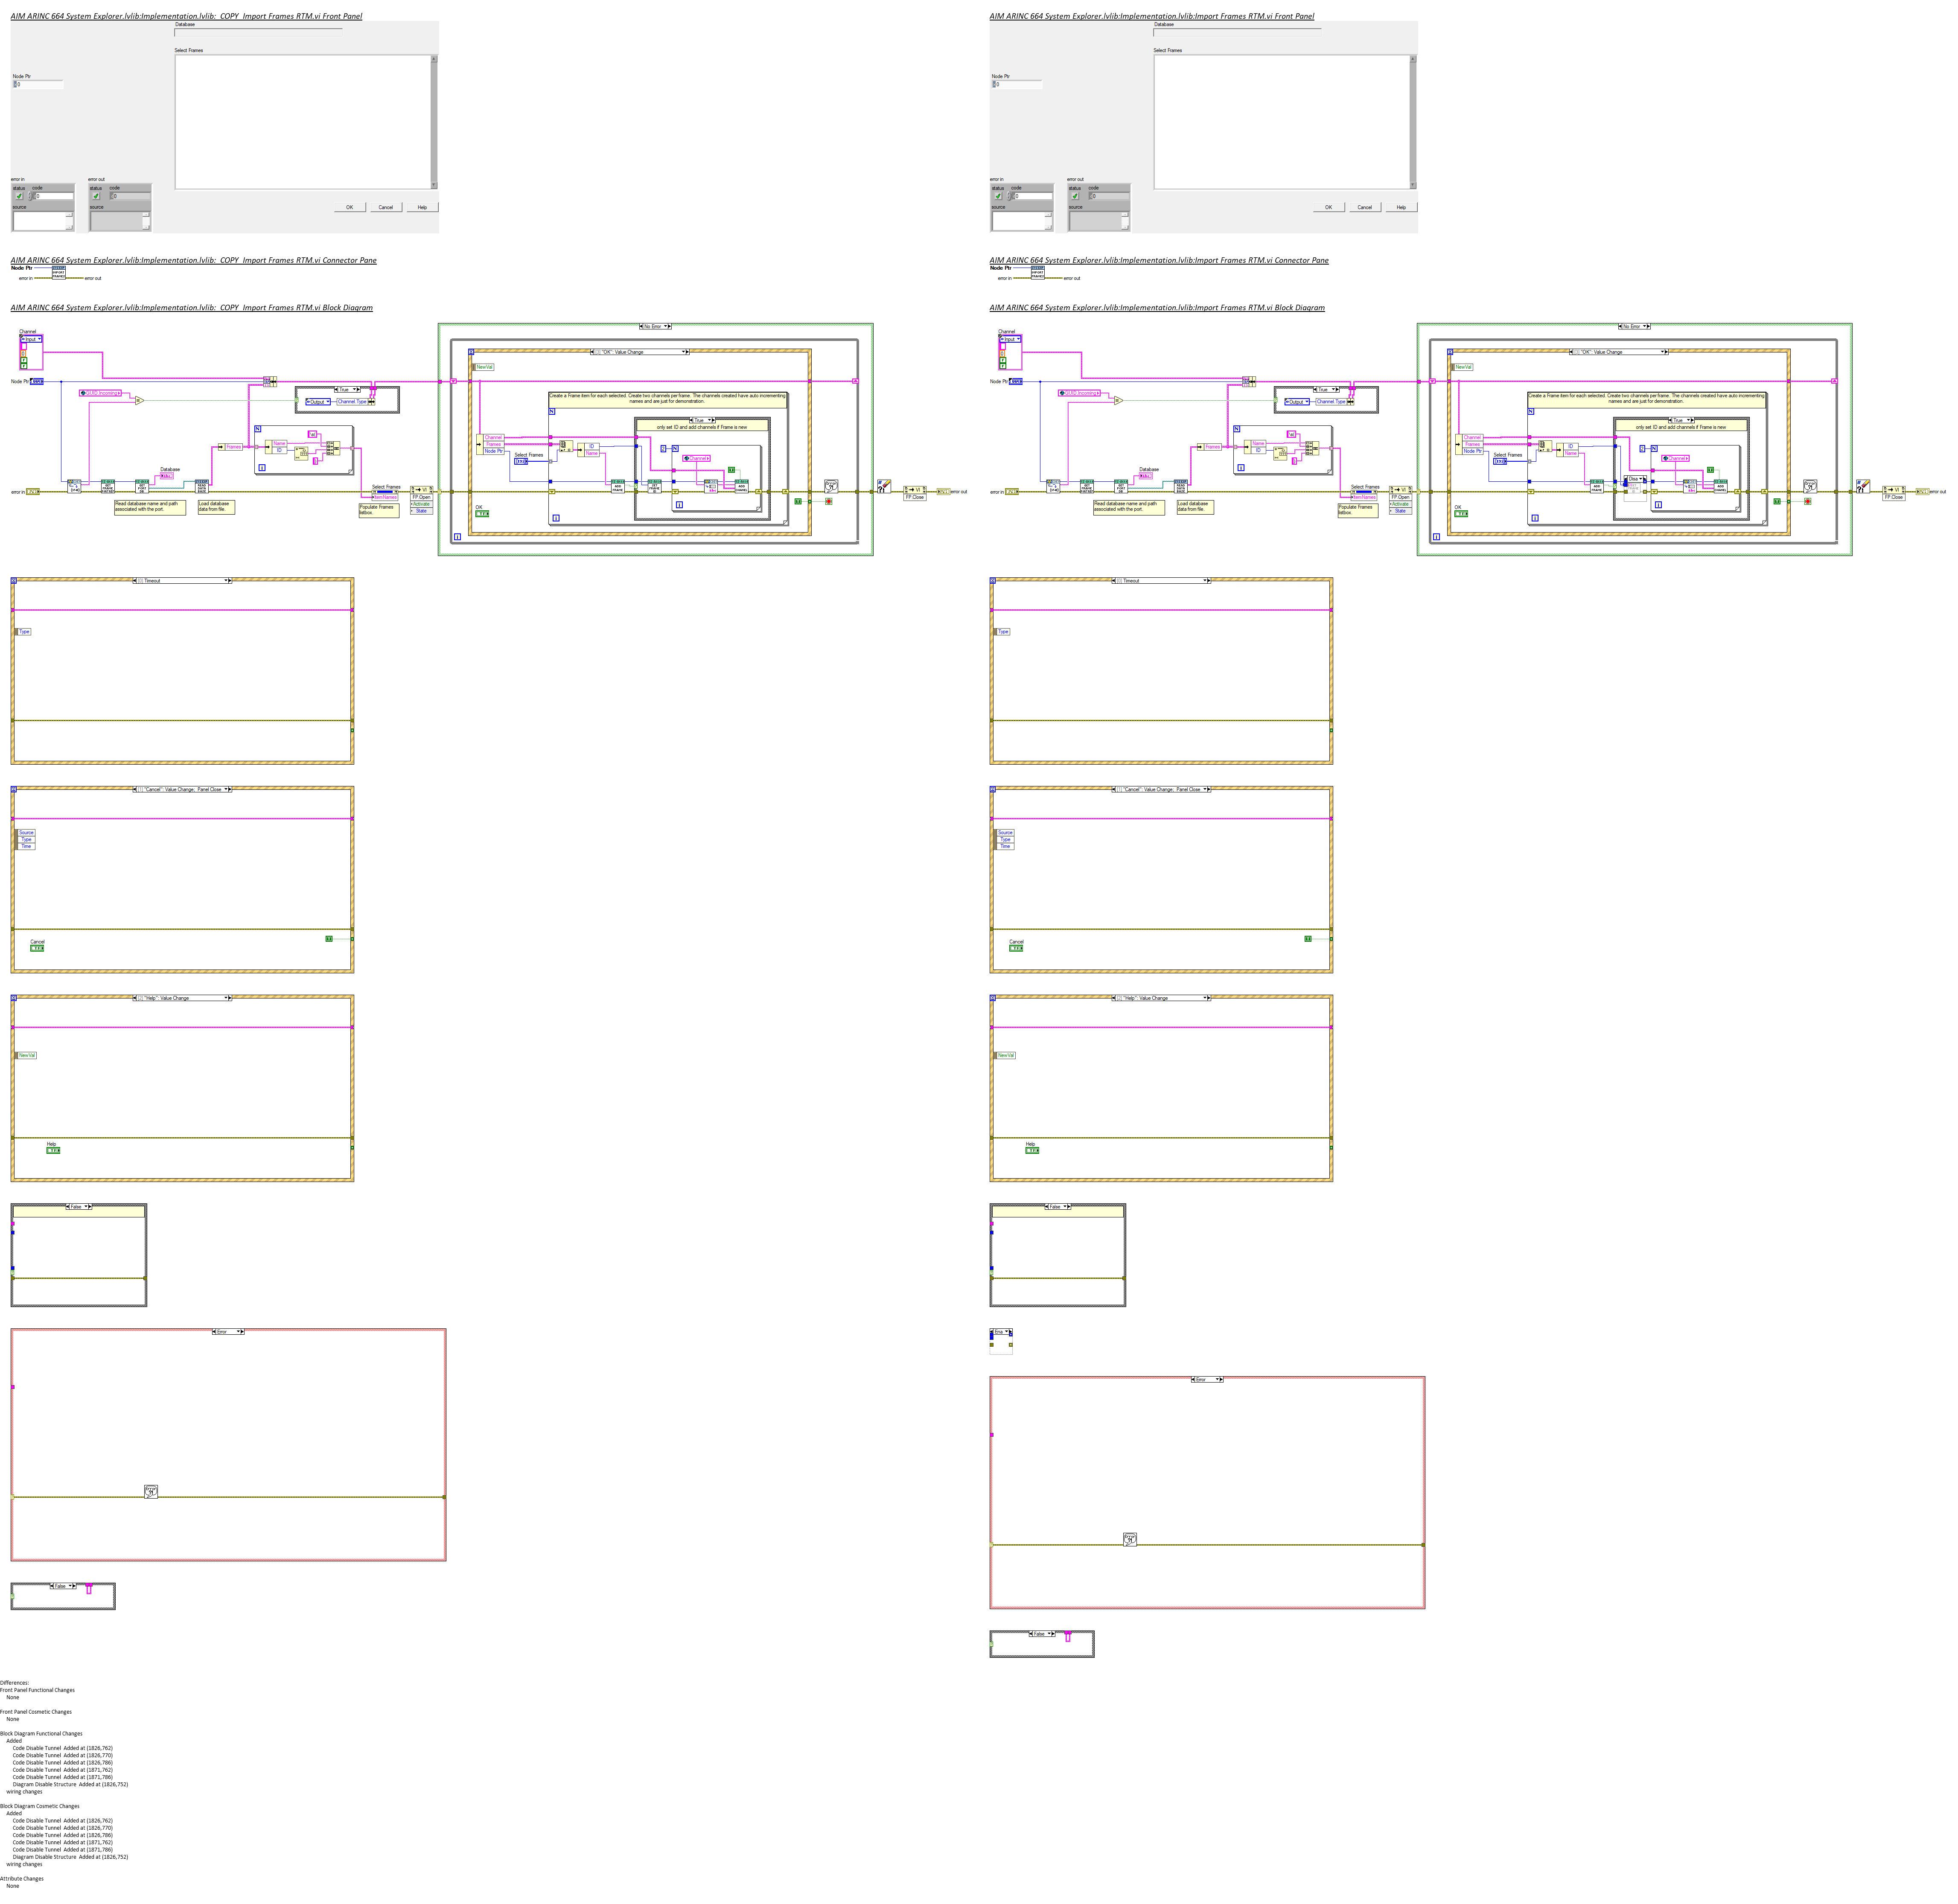 AIM ARINC 664 System Explorer.lvlib:Implementation.lvlib:  COPY  Import Frames RTM.vi Front Panel
Database
Select Frames
Node Ptr
0
error in
status code
0
source
error out
status code
0
source
OK Cancel Help
AIM ARINC 664 System Explorer.lvlib:Implementation.lvlib:  COPY  Import Frames RTM.vi Connector Pane
Node Ptr
error in
error out
AIM ARINC 664 System Explorer.lvlib:Implementation.lvlib:  COPY  Import Frames RTM.vi Block Diagram
Channel
Input
Node Ptr
True
Output
Channel Type
Frames
Name
ID
Database
error in
Read database name and path associated with the port.
Load database data from file.
Select Frames
Item Names
Populate Frames listbox.
VI
FP.Open
Activate
State
No Error
[3] "OK": Value Change
NewVal
Create a Frame item for each selected. Create two channels per frame. The channels created have auto incrementing names and are just for demonstration.
True
only set ID and add channels if Frame is new
Channel
Frames
Node Ptr
Select Frames
ID
Name
Channel
OK
VI
FP.Close
error out
[0] Timeout
Type
[1] "Cancel": Value Change;  Panel Close
Source
Type
Time
Cancel
[2] "Help": Value Change
NewVal
Help
False
Error
False
AIM ARINC 664 System Explorer.lvlib:Implementation.lvlib:Import Frames RTM.vi Front Panel
Database
Select Frames
Node Ptr
0
error in
status code
0
source
error out
status code
0
source
OK Cancel Help
AIM ARINC 664 System Explorer.lvlib:Implementation.lvlib:Import Frames RTM.vi Connector Pane
Node Ptr
error in
error out
AIM ARINC 664 System Explorer.lvlib:Implementation.lvlib:Import Frames RTM.vi Block Diagram
Channel
Input
Node Ptr
True
Output
Channel Type
Frames
Name
ID
Database
error in
Read database name and path associated with the port.
Load database data from file.
Select Frames
Item Names
Populate Frames listbox.
VI
FP.Open
Activate
State
No Error
[3] "OK": Value Change
NewVal
Create a Frame item for each selected. Create two channels per frame. The channels created have auto incrementing names and are just for demonstration.
True
only set ID and add channels if Frame is new
Channel
Frames
Node Ptr
Select Frames
ID
Name
Disa
Channel
OK
VI
FP.Close
error out
[0] Timeout
Type
[1] "Cancel": Value Change;  Panel Close
Source
Type
Time
Cancel
[2] "Help": Value Change
NewVal
Help
False
Ena
Error
False
Differences:
Front Panel Functional Changes
None
Front Panel Cosmetic Changes
None
Block Diagram Functional Changes
Added
Code Disable Tunnel  Added at (1826,762)
Code Disable Tunnel  Added at (1826,770)
Code Disable Tunnel  Added at (1826,786)
Code Disable Tunnel  Added at (1871,762)
Code Disable Tunnel  Added at (1871,786)
Diagram Disable Structure  Added at (1826,752)
wiring changes
Block Diagram Cosmetic Changes
Added
Code Disable Tunnel  Added at (1826,762)
Code Disable Tunnel  Added at (1826,770)
Code Disable Tunnel  Added at (1826,786)
Code Disable Tunnel  Added at (1871,762)
Code Disable Tunnel  Added at (1871,786)
Diagram Disable Structure  Added at (1826,752)
wiring changes
Attribute Changes
None